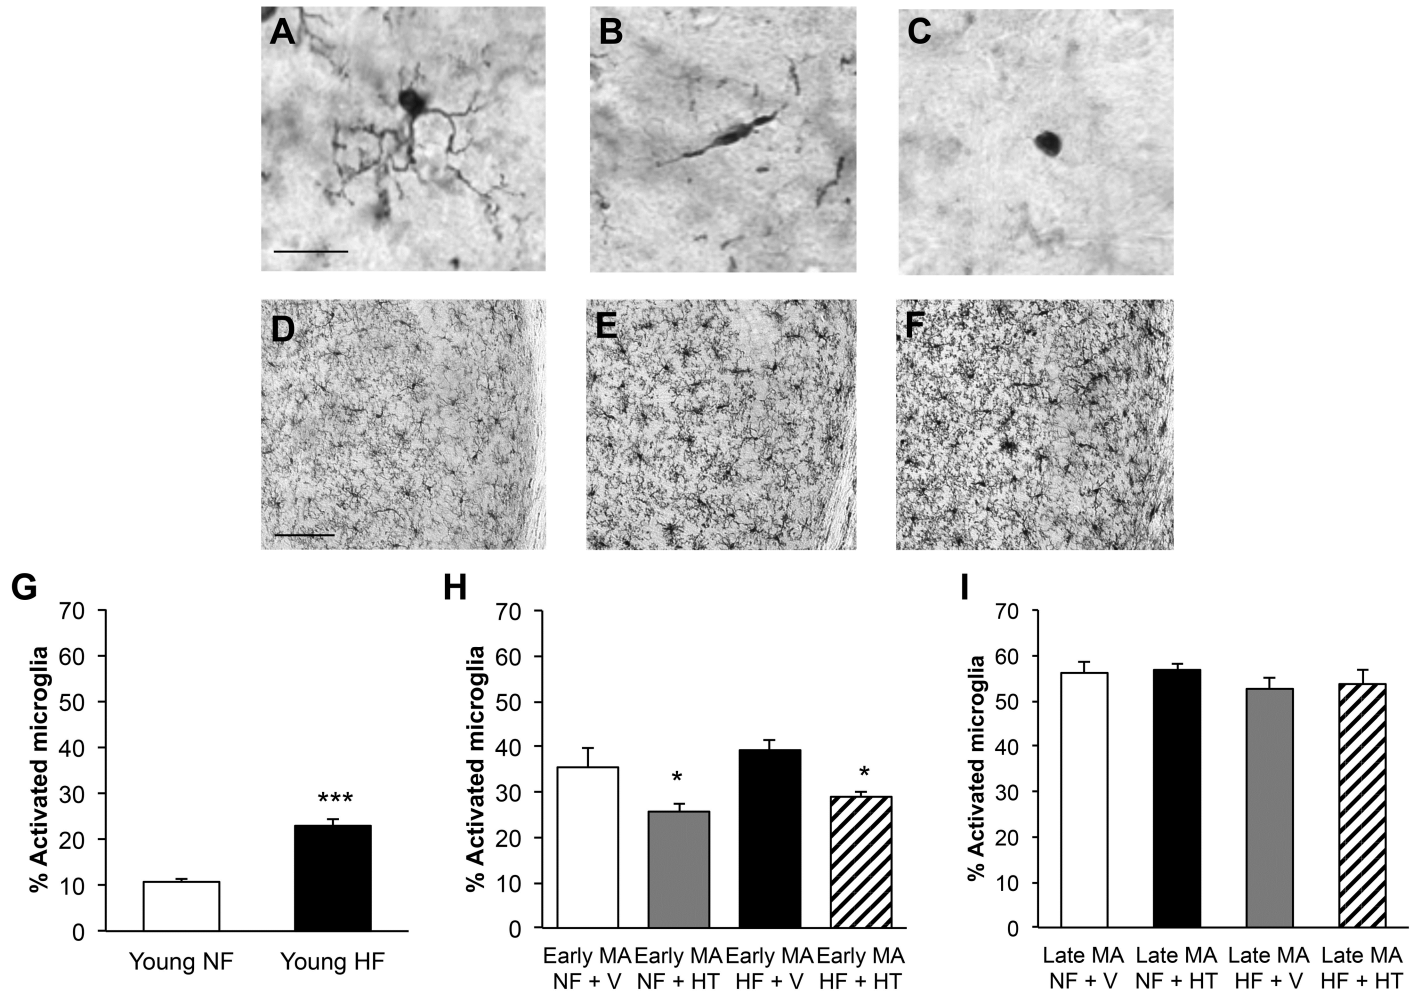 A
B
C
D
E
F
G
% Activated microglia
70
60
50
40
30
20
10
0
***
Young NF
Young HF
H
% Activated microglia
70
60
50
40
30
20
10
0
*
*
Early MA Early MA Early MA Early MA
NF + V NF + HT HF + V HF + HT
I
% Activated microglia
70
60
50
40
30
20
10
0
Late MA Late MA Late MA Late MA
NF + V NF + HT HF + V HF + HT